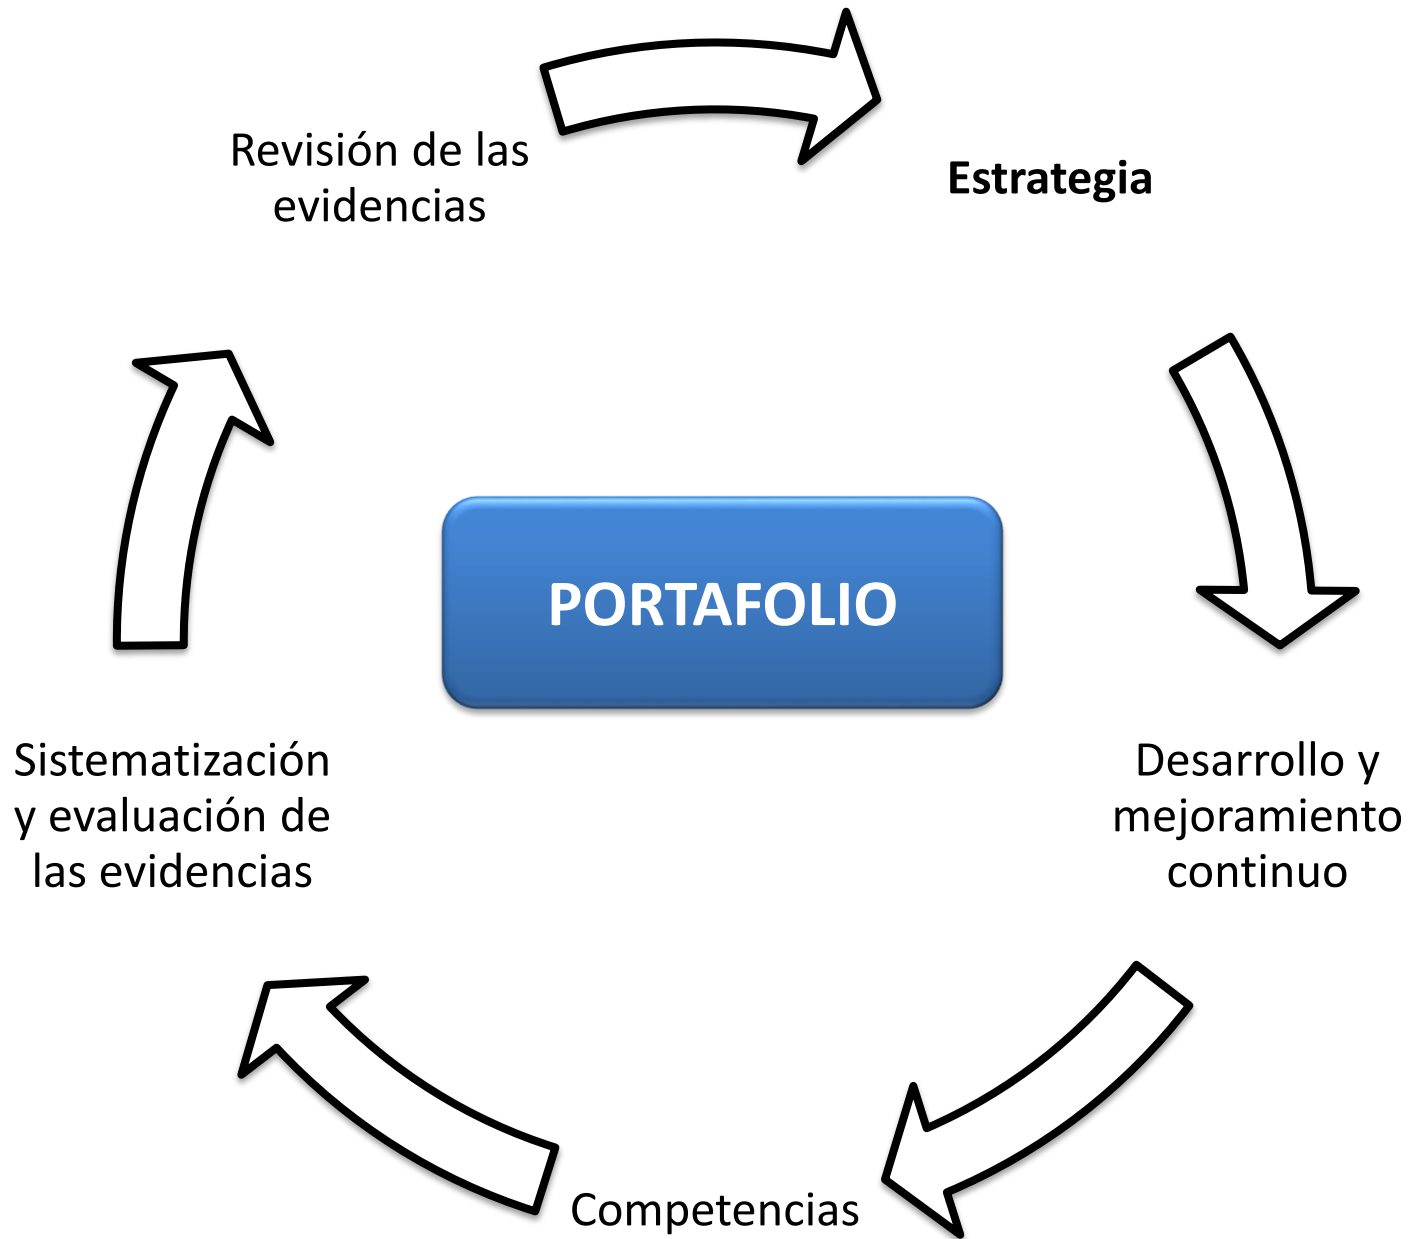 Revisión de las
evidencias
Estrategia
PORTAFOLIO
Sistematización
y evaluación de
las evidencias
Desarrollo y
mejoramiento
continuo
Competencias